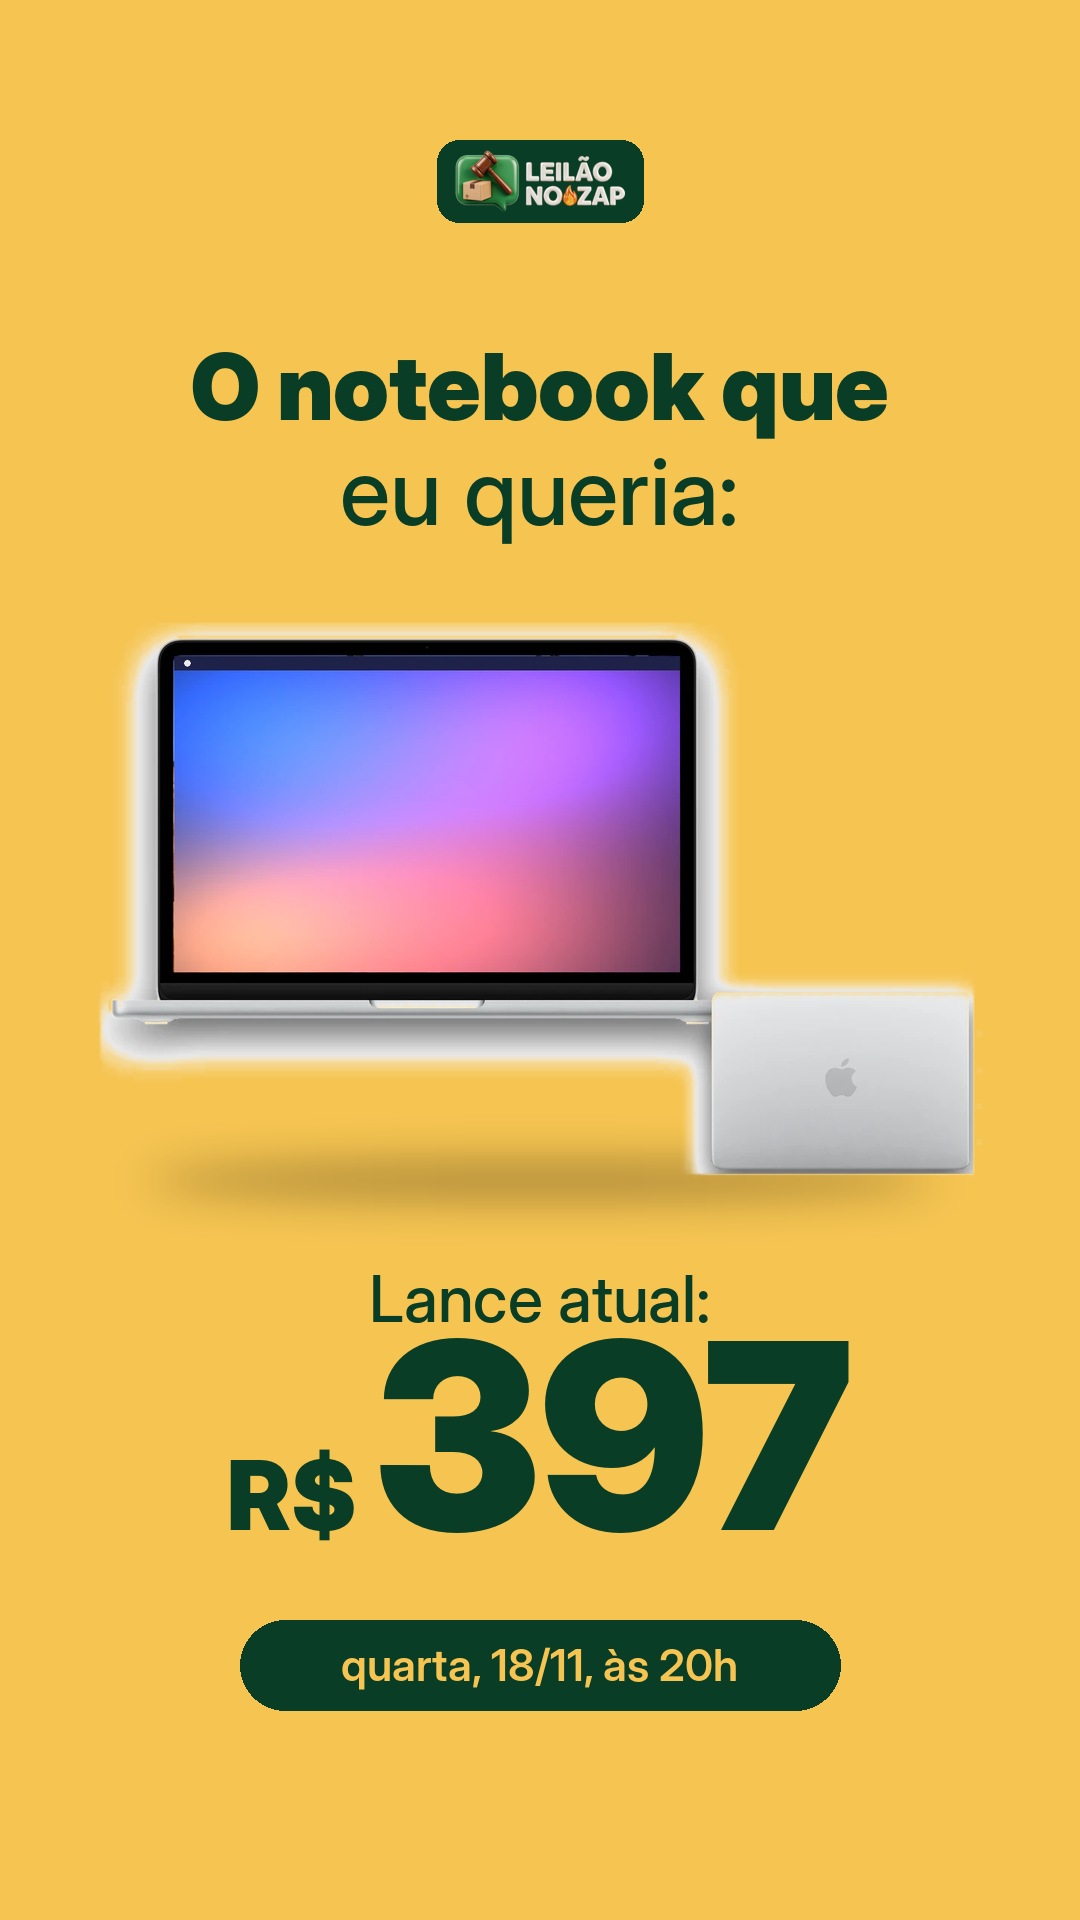 LEILÃO
NO ZAP
O notebook que
eu queria:
Lance atual:
R$ 397
quarta, 18/11, às 20h